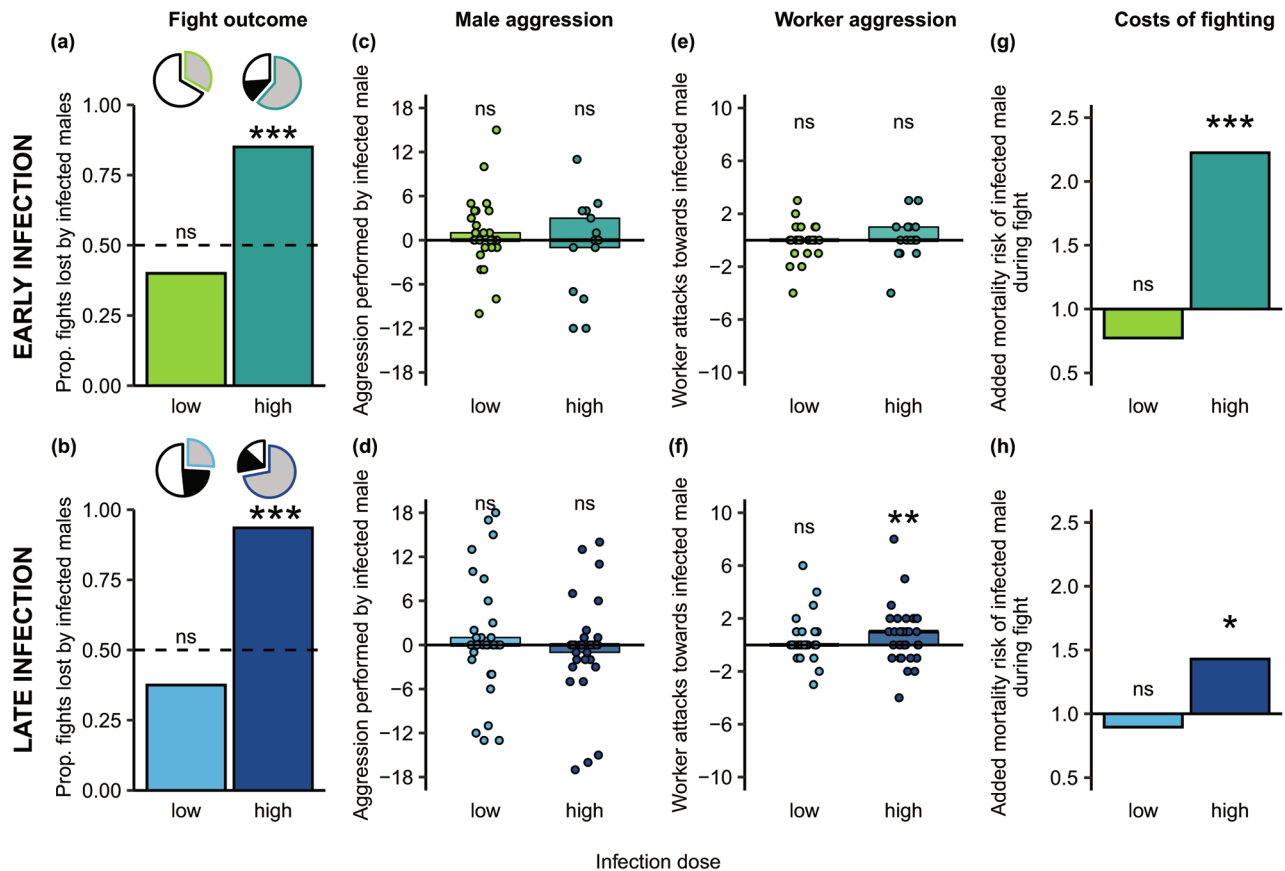 Fight outcome
Male aggression
Worker aggression
Costs of fighting
EARLY INFECTION
(a)
Prop. fights lost by infected males
1.00
0.75
0.50
0.25
0.00
ns
***
low
high
(c)
Aggression performed by infected male
18
12
6
0
−6
−12
−18
ns
ns
low
high
(e)
Worker attacks towards infected male
10
6
2
−2
−6
−10
ns
ns
low
high
(g)
Added mortality risk of infected male
during fight
2.5
2.0
1.5
1.0
0.5
ns
***
low
high
LATE INFECTION
(b)
Prop. fights lost by infected males
1.00
0.75
0.50
0.25
0.00
ns
***
low
high
(d)
Aggression performed by infected male
18
12
6
0
−6
−12
−18
ns
ns
low
high
(f)
Worker attacks towards infected male
10
6
2
−2
−6
−10
ns
**
low
high
(h)
Added mortality risk of infected male
during fight
2.5
2.0
1.5
1.0
0.5
ns
*
low
high
Infection dose